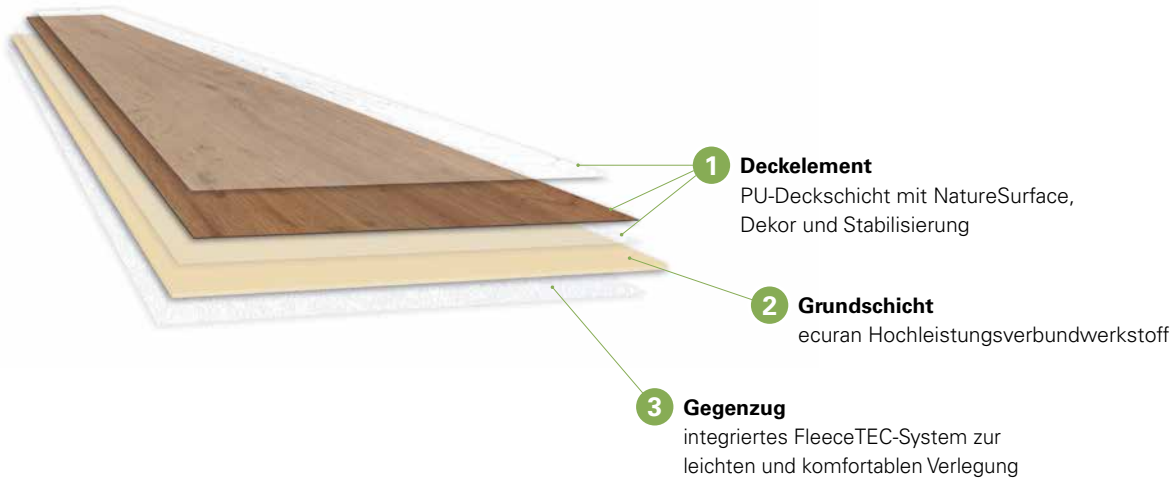 1 Deckelement
PU-Deckschicht mit NatureSurface,
Dekor und Stabilisierung
2 Grundschicht
ecuran Hochleistungsverbundwerkstoff
3 Gegenzug
integriertes FleeceTEC-System zur
leichten und komfortablen Verlegung